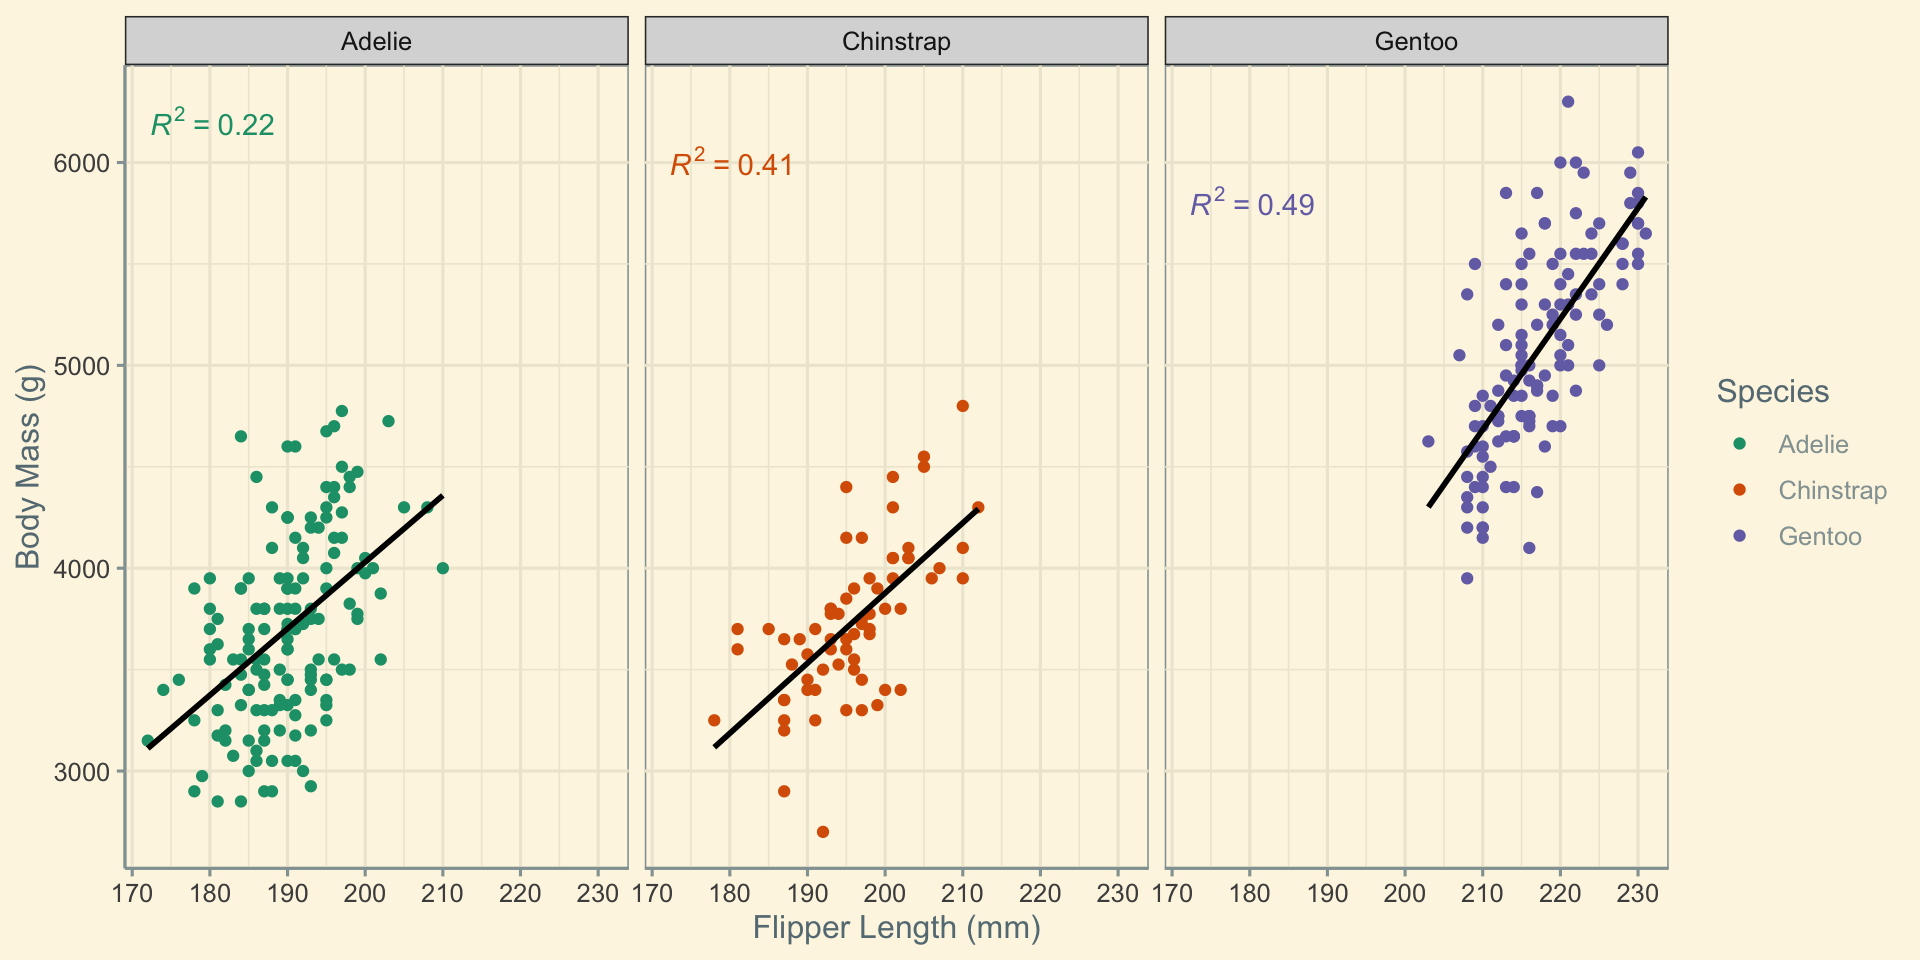 Adelie
Chinstrap
Gentoo
R² = 0.22
R² = 0.41
R² = 0.49
6000
5000
4000
3000
Body Mass (g)
170 180 190 200 210 220 230
170 180 190 200 210 220 230
170 180 190 200 210 220 230
Flipper Length (mm)
Species
Adelie
Chinstrap
Gentoo